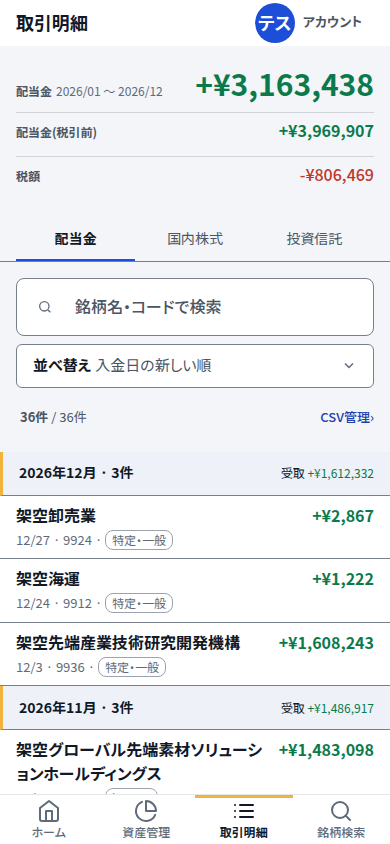 取引明細
テス アカウント
配当金 2026/01 〜 2026/12 +¥3,163,438
配当金(税引前) +¥3,969,907
税額 -¥806,469
配当金 国内株式 投資信託
銘柄名・コードで検索
並べ替え 入金日の新しい順
36件 / 36件 CSV管理›
2026年12月・3件 受取 +¥1,612,332
架空卸売業 +¥2,867
12/27・9924・ 特定・一般
架空海運 +¥1,222
12/24・9912・ 特定・一般
架空先端産業技術研究開発機構 +¥1,608,243
12/3・9936・ 特定・一般
2026年11月・3件 受取 +¥1,486,917
架空グローバル先端素材ソリューシ +¥1,483,098
ョンホールディングス
ホーム 資産管理 取引明細 銘柄検索